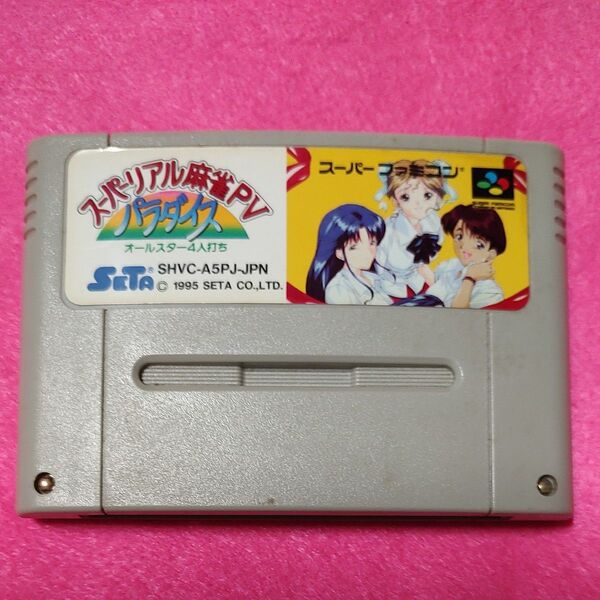 スーパーリアル麻雀PV
パラダイス
オールスター4人打ち
SETA® SHVC-A5PJ-JPN
© 1995 SETA CO.,LTD.
スーパーファミコン
SUPER FAMICOM